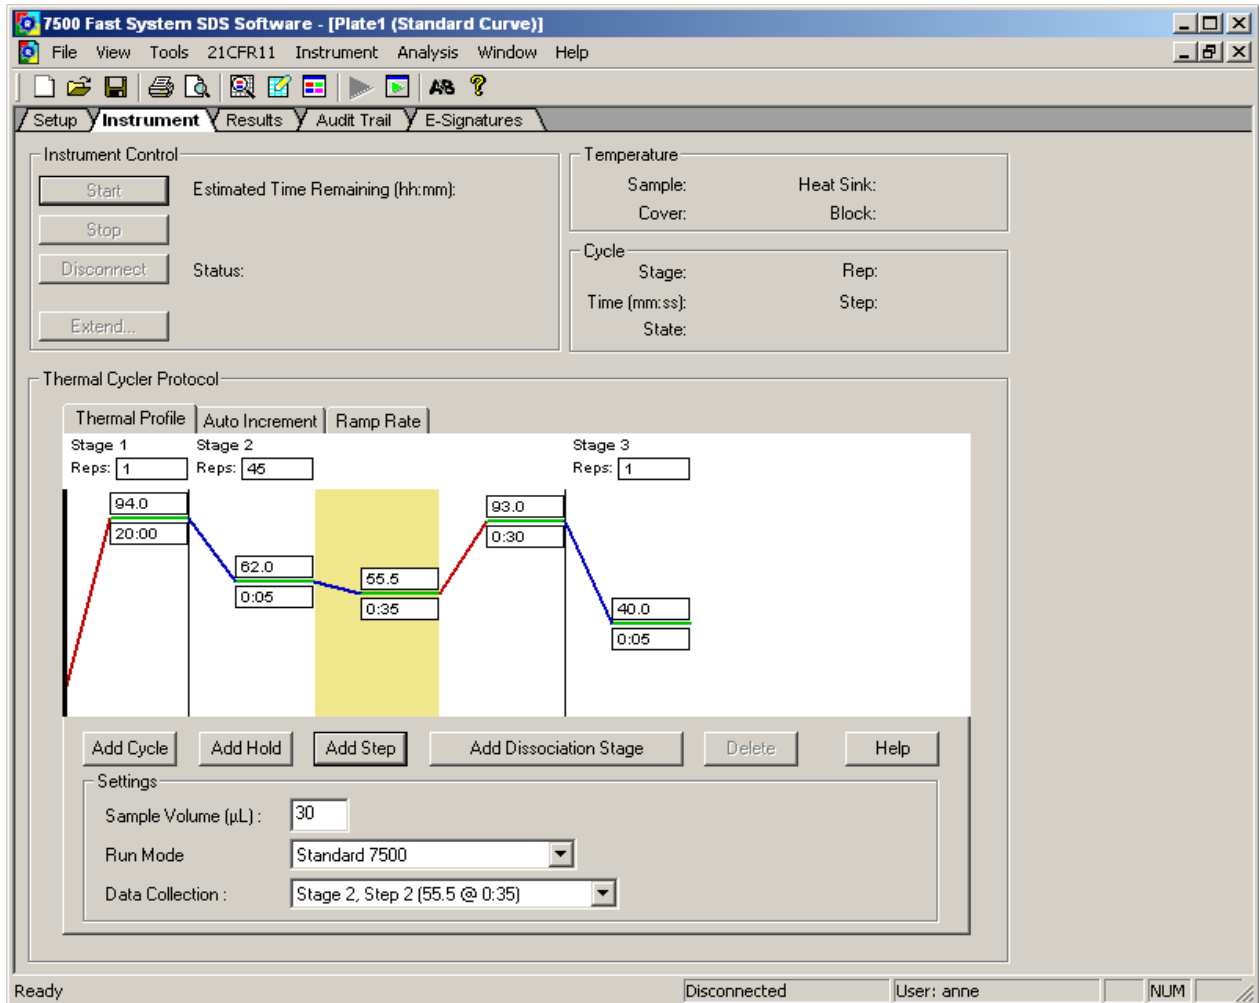 7500 Fast System SDS Software - [Plate1 (Standard Curve)]
File View Tools 21CFR11 Instrument Analysis Window Help
Setup Instrument Results Audit Trail E-Signatures
Instrument Control
Start
Estimated Time Remaining (hh:mm):
Stop
Disconnect
Status:
Extend...
Temperature
Sample: Heat Sink:
Cover: Block:
Cycle
Stage: Rep:
Time (mm:ss): Step:
State:
Thermal Cycler Protocol
Thermal Profile Auto Increment Ramp Rate
Stage 1 Stage 2 Stage 3
Reps: 1 Reps: 45 Reps: 1
94.0
20:00
62.0
0:05
55.5
0:35
93.0
0:30
40.0
0:05
Add Cycle Add Hold Add Step Add Dissociation Stage Delete Help
Settings
Sample Volume (µL) : 30
Run Mode Standard 7500
Data Collection : Stage 2, Step 2 (55.5 @ 0:35)
Ready Disconnected User: anne NUM